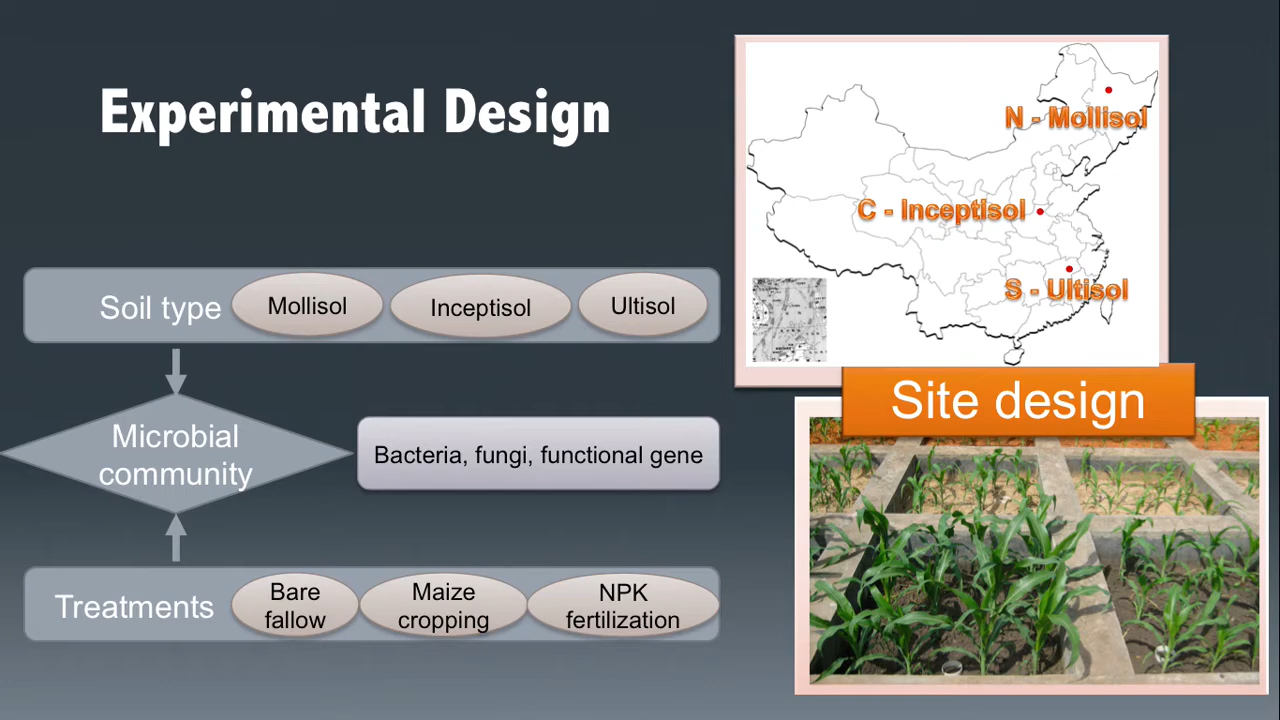 Experimental Design
N - Mollisol
C - Inceptisol
S - Ultisol
Site design
Soil type
Mollisol
Inceptisol
Ultisol
Microbial
community
Bacteria, fungi, functional gene
Treatments
Bare
fallow
Maize
cropping
NPK
fertilization